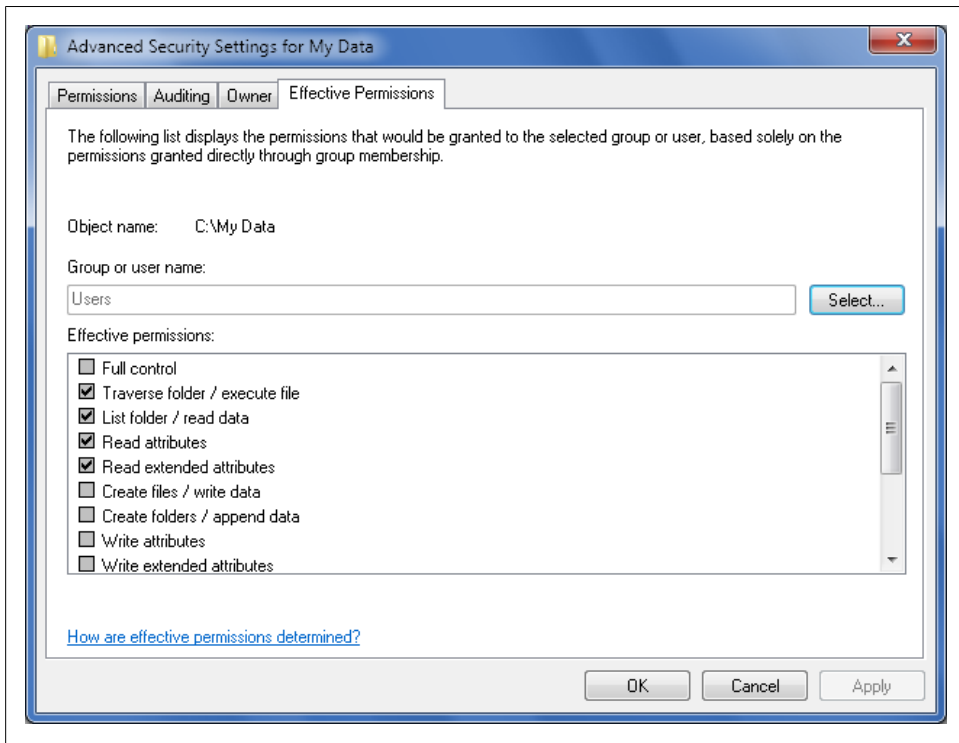 Advanced Security Settings for My Data
Permissions
Auditing
Owner
Effective Permissions
The following list displays the permissions that would be granted to the selected group or user, based solely on the
permissions granted directly through group membership.
Object name: C:\My Data
Group or user name:
Users
Select...
Effective permissions:
Full control
Traverse folder / execute file
List folder / read data
Read attributes
Read extended attributes
Create files / write data
Create folders / append data
Write attributes
Write extended attributes
How are effective permissions determined?
OK
Cancel
Apply